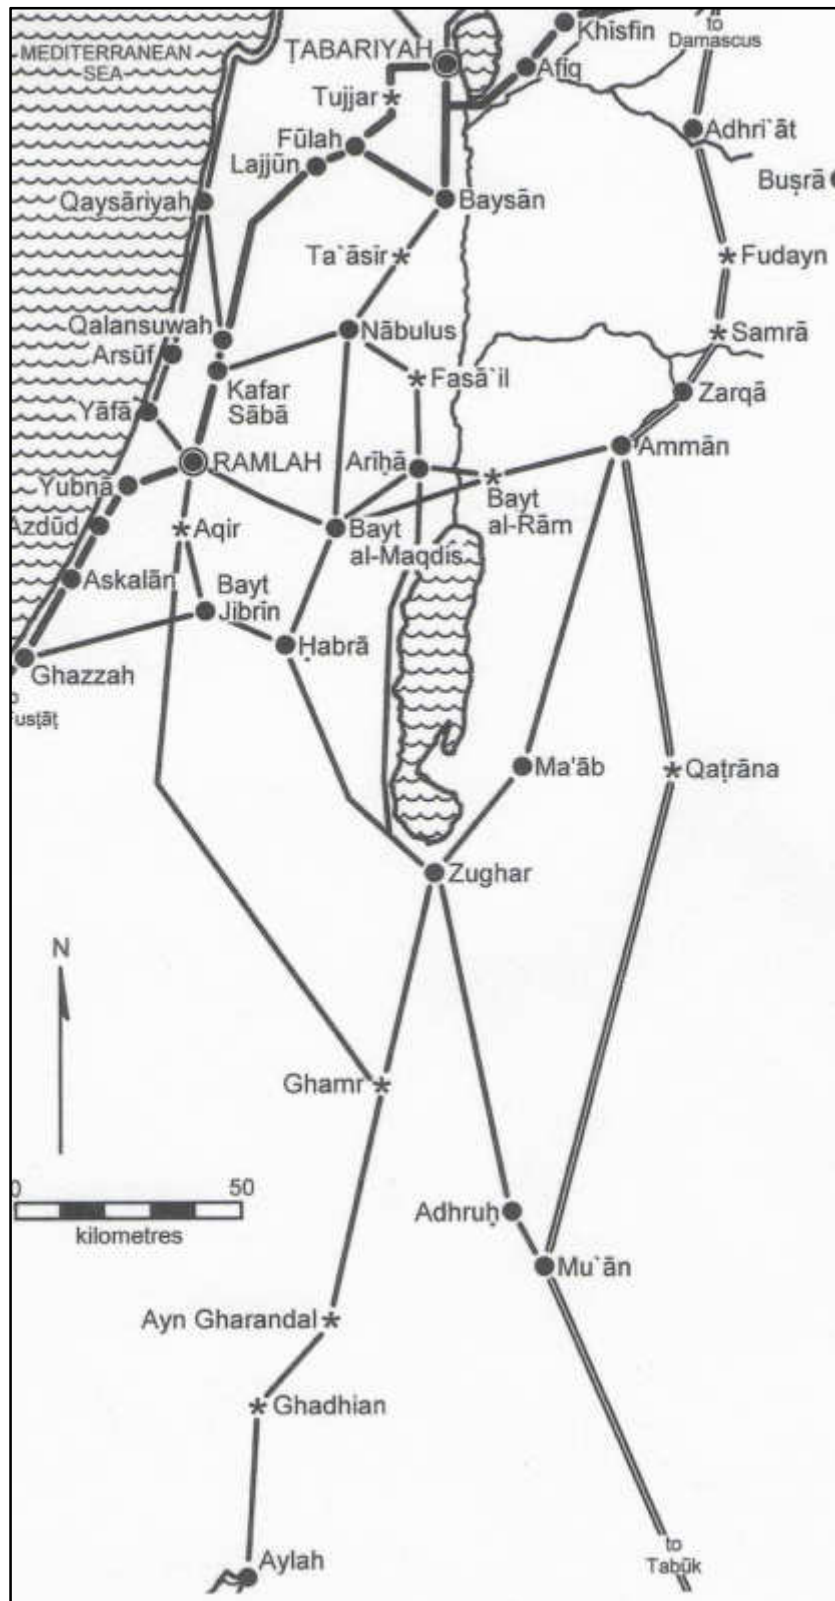 to
Damascus
MEDITERRANEAN
SEA
ṬABARIYAH
Khisfin
Afiq
Tujjar
Adhri`āt
Fūlah
Lajjūn
Buṣrā
Qaysāriyah
Baysān
Ta`āsir
Fudayn
Qalansuwah
Nābulus
Samrā
Arsūf
Kafar
Sābā
Fasā`il
Zarqā
Yāfā
Ammān
RAMLAH
Arīḥā
Yubnā
Bayt
al-Rām
Azdūd
Aqir
Bayt
al-Maqdis
Askalān
Bayt
Jibrīn
Ḥabrā
Ghazzah
Fusṭāṭ
Ma'āb
Qaṭrāna
Zughar
N
Ghamr
0
50
kilometres
Adhruḥ
Mu`ān
Ayn Gharandal
Ghadhian
Aylah
to
Tabūk